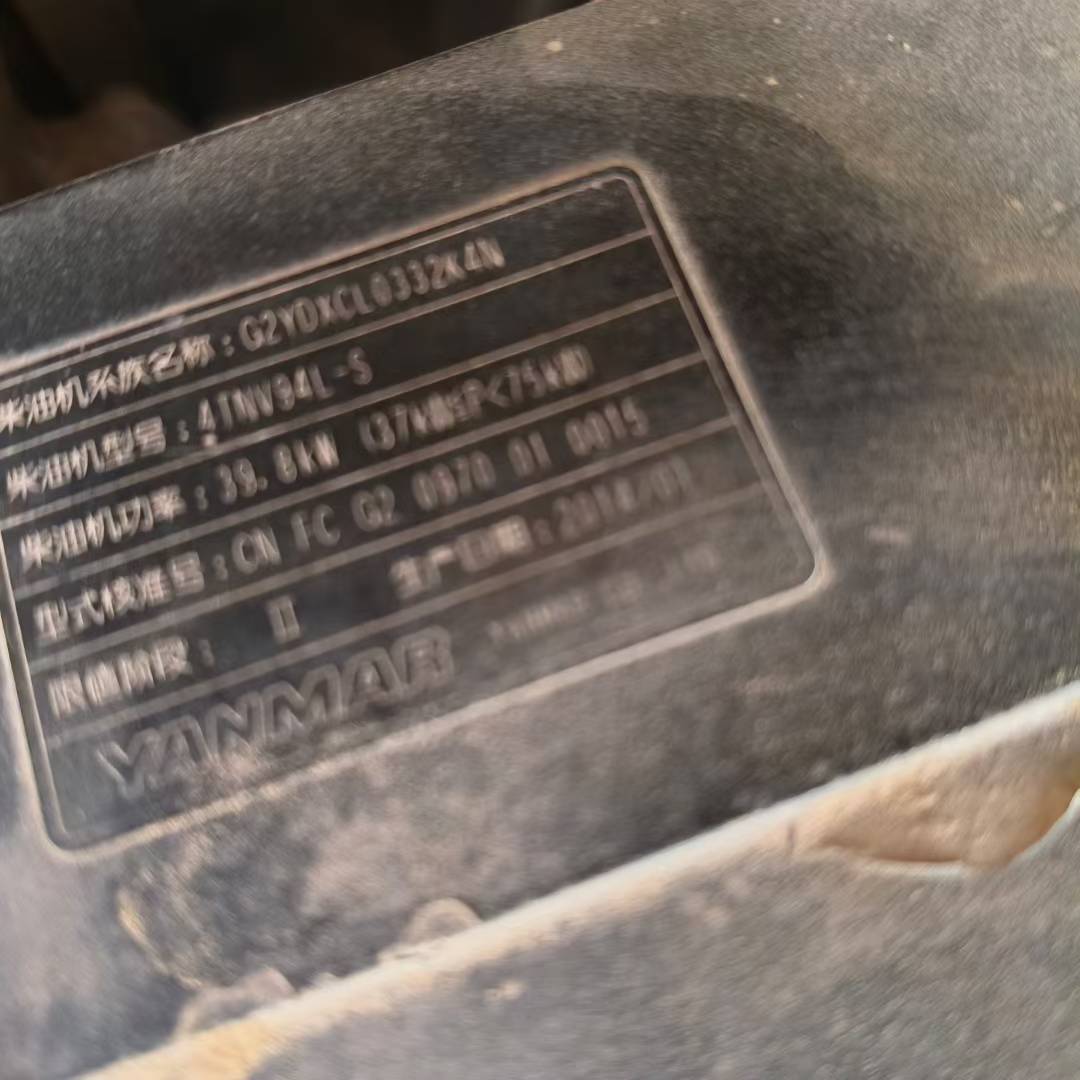 柴油机系族名称：G2YDXCL0332K4N
柴油机型号：4TNV94L-S
柴油机功率：39.8kW (37kW≤P<75kW)
型式核准号：CN FC G2 0970 01 0015
限值阶段： II 生产日期：
YANMAR